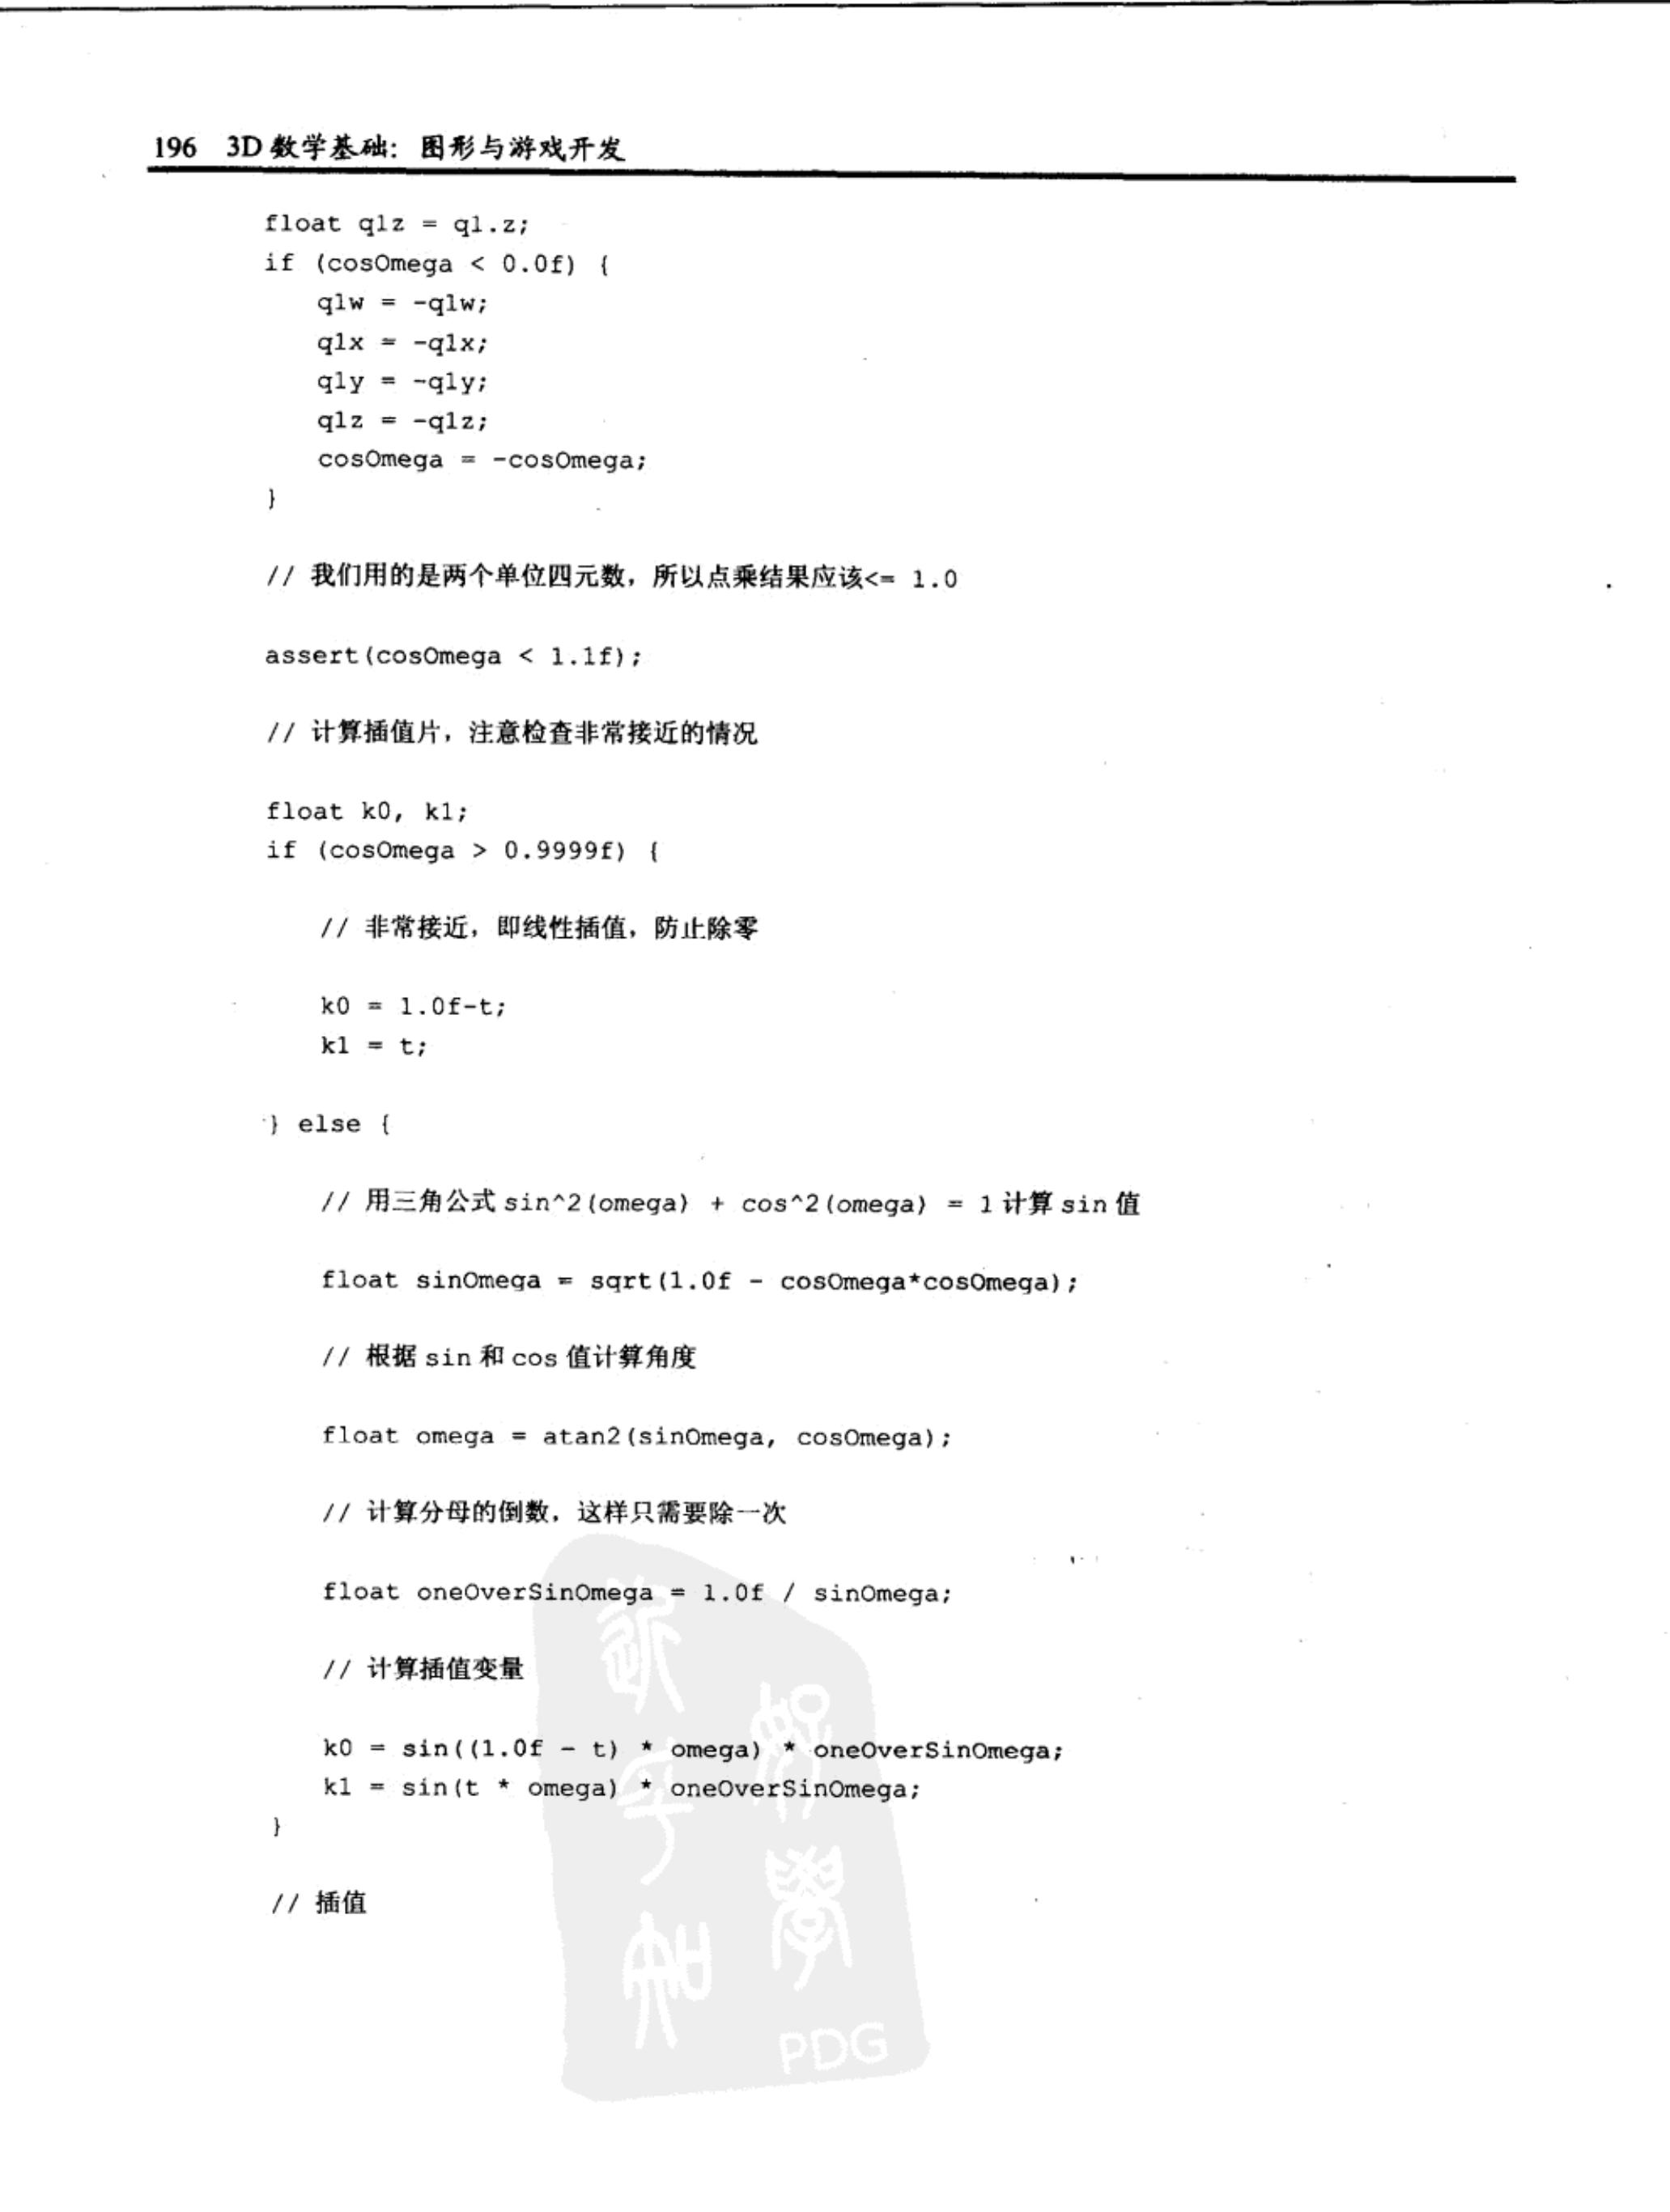 196 3D 数学基础：图形与游戏开发
float q1z = q1.z;
if (cosOmega < 0.0f) {
q1w = -q1w;
q1x = -q1x;
q1y = -q1y;
q1z = -q1z;
cosOmega = -cosOmega;
}
// 我们用的是两个单位四元数，所以点乘结果应该<= 1.0
assert(cosOmega < 1.1f);
// 计算插值片，注意检查非常接近的情况
float k0, k1;
if (cosOmega > 0.9999f) {
// 非常接近，即线性插值，防止除零
k0 = 1.0f-t;
k1 = t;
} else {
// 用三角公式 sin^2(omega) + cos^2(omega) = 1 计算 sin 值
float sinOmega = sqrt(1.0f - cosOmega*cosOmega);
// 根据 sin 和 cos 值计算角度
float omega = atan2(sinOmega, cosOmega);
// 计算分母的倒数，这样只需要除一次
float oneOverSinOmega = 1.0f / sinOmega;
// 计算插值变量
k0 = sin((1.0f - t) * omega) * oneOverSinOmega;
k1 = sin(t * omega) * oneOverSinOmega;
}
// 插值
PDG